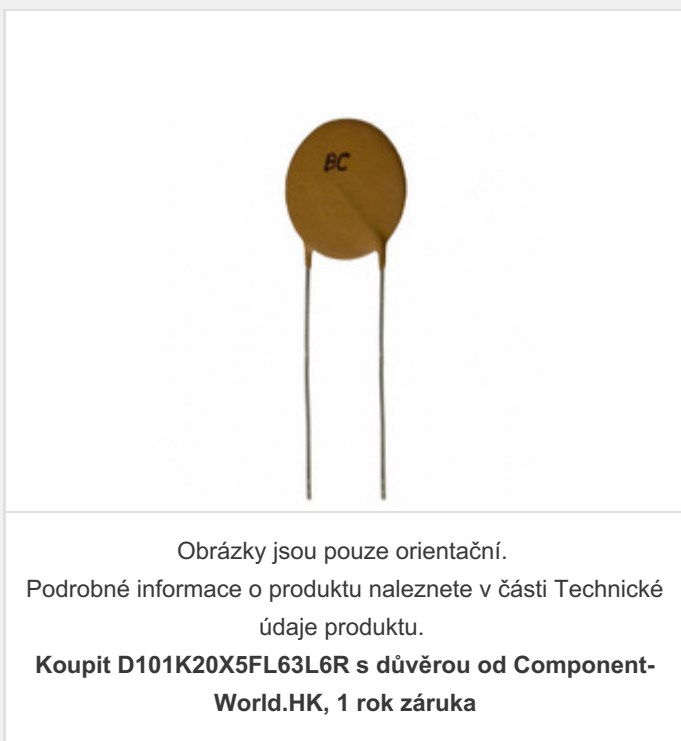 BC
Obrázky jsou pouze orientační.
Podrobné informace o produktu naleznete v části Technické
údaje produktu.
Koupit D101K20X5FL63L6R s důvěrou od Component-
World.HK, 1 rok záruka